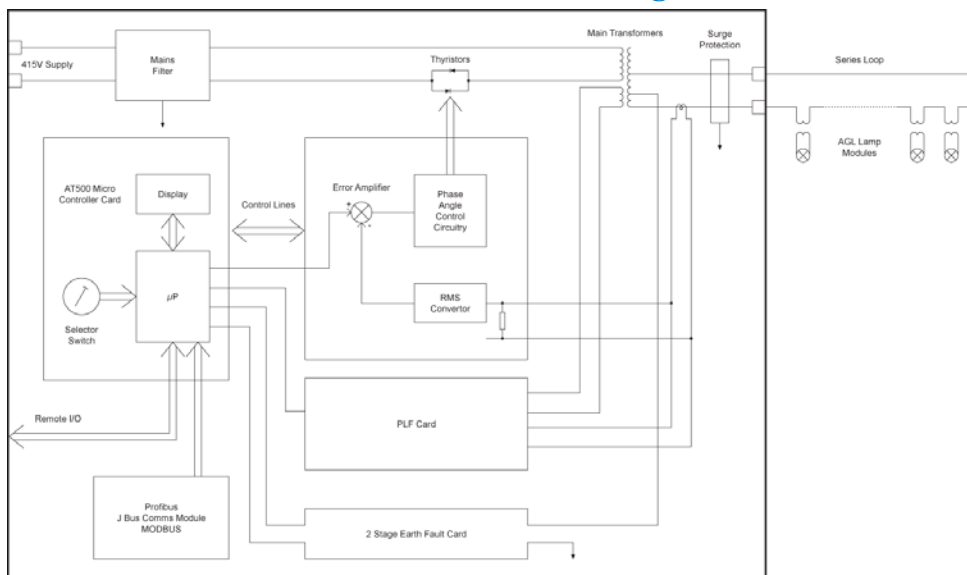 Main Transformers
Surge
Protection
415V Supply
Mains
Filter
Thyristors
Series Loop
AGL Lamp
Modules
AT500 Micro
Controller Card
Display
Control Lines
Error Amplifier
+
-
Phase
Angle
Control
Circuitry
µP
Selector
Switch
RMS
Convertor
Remote I/O
PLF Card
Profibus
J Bus Comms Module
MODBUS
2 Stage Earth Fault Card